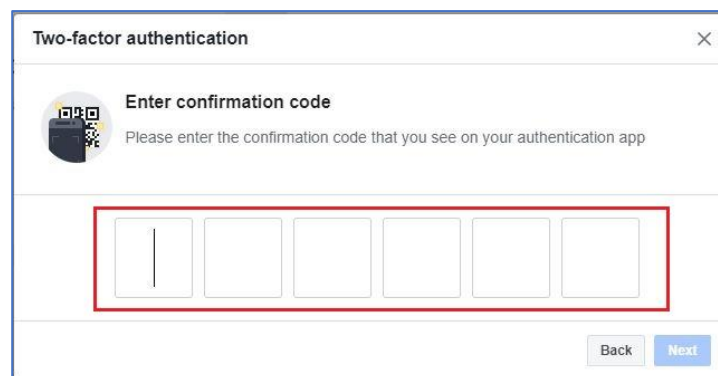 Two-factor authentication
Enter confirmation code
Please enter the confirmation code that you see on your authentication app
Back Next